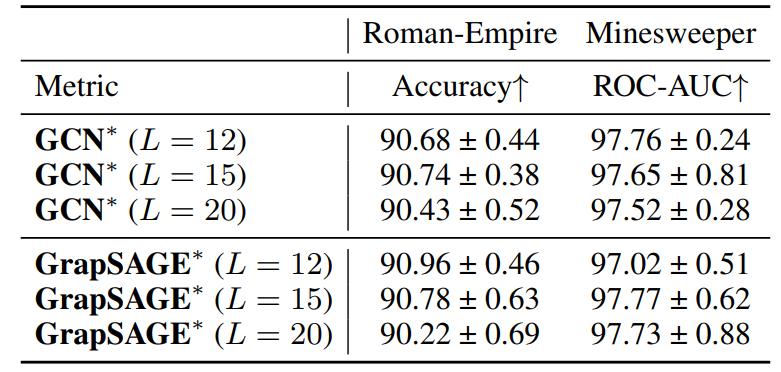 Roman-Empire Minesweeper
Metric Accuracy↑ ROC-AUC↑
GCN* (L = 12) 90.68 ± 0.44 97.76 ± 0.24
GCN* (L = 15) 90.74 ± 0.38 97.65 ± 0.81
GCN* (L = 20) 90.43 ± 0.52 97.52 ± 0.28
GrapSAGE* (L = 12) 90.96 ± 0.46 97.02 ± 0.51
GrapSAGE* (L = 15) 90.78 ± 0.63 97.77 ± 0.62
GrapSAGE* (L = 20) 90.22 ± 0.69 97.73 ± 0.88